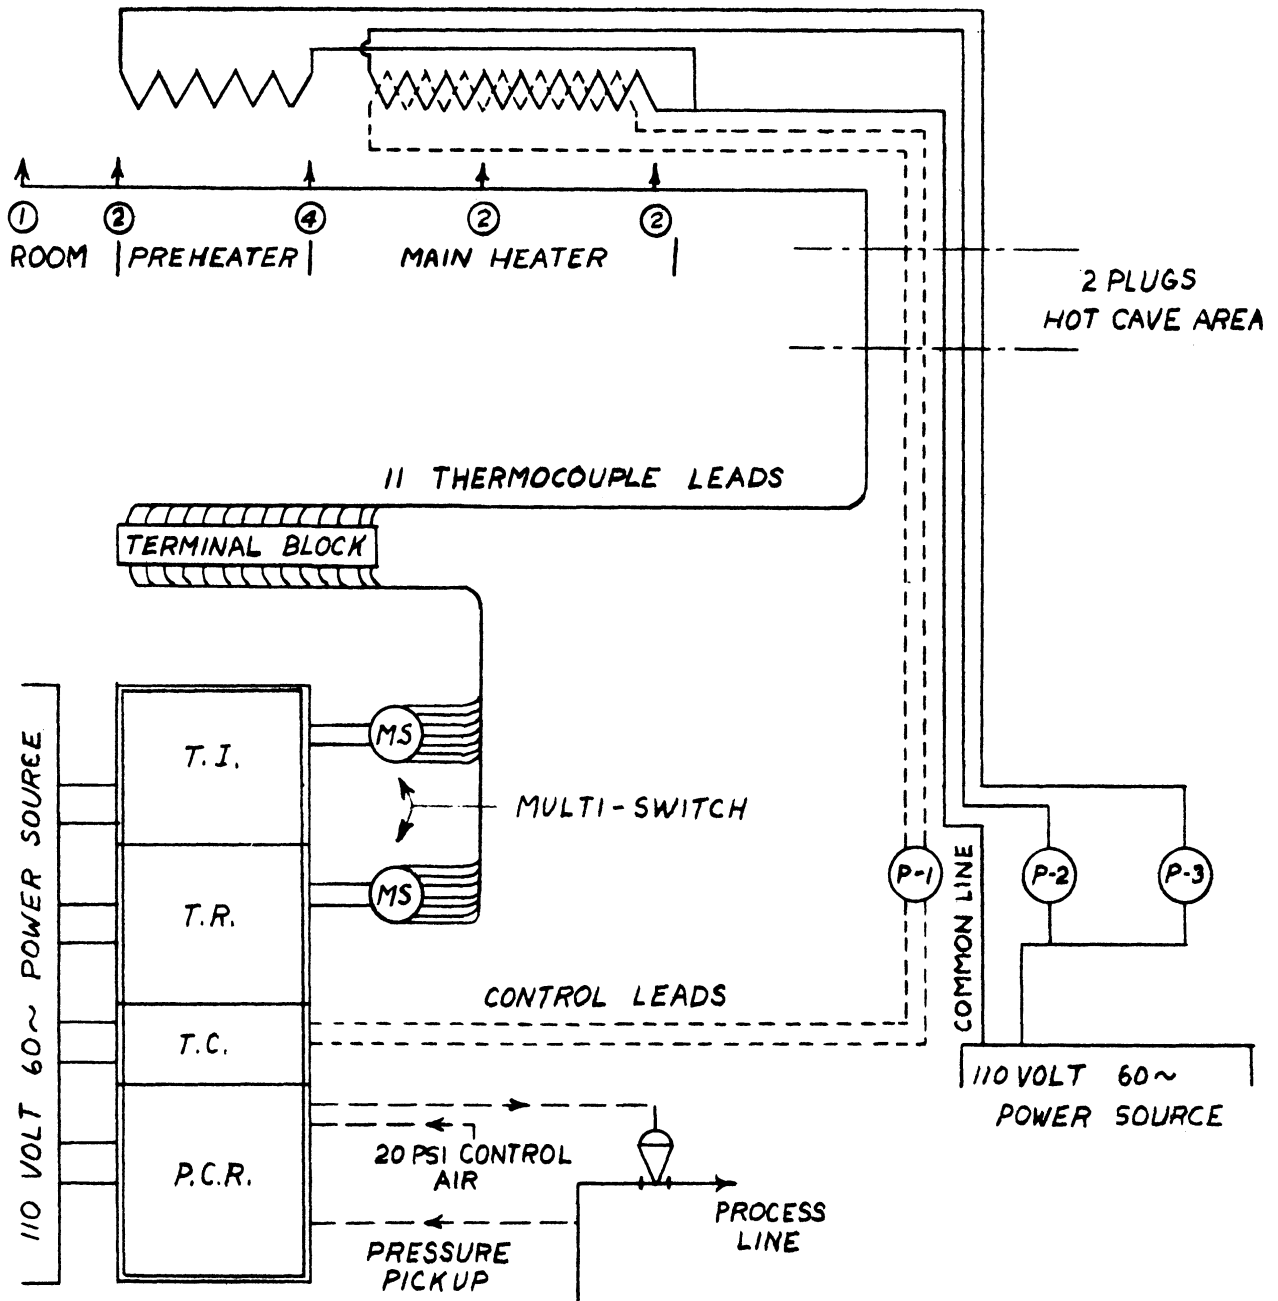 1 2 4 2 2
ROOM PREHEATER MAIN HEATER
2 PLUGS
HOT CAVE AREA
11 THERMOCOUPLE LEADS
TERMINAL BLOCK
T.I.
MS
MULTI-SWITCH
T.R.
MS
110 VOLT 60~ POWER SOURCE
P-1
COMMON LINE
P-2
P-3
CONTROL LEADS
T.C.
110 VOLT 60~
POWER SOURCE
20 PSI CONTROL
AIR
P.C.R.
PROCESS
LINE
PRESSURE
PICKUP